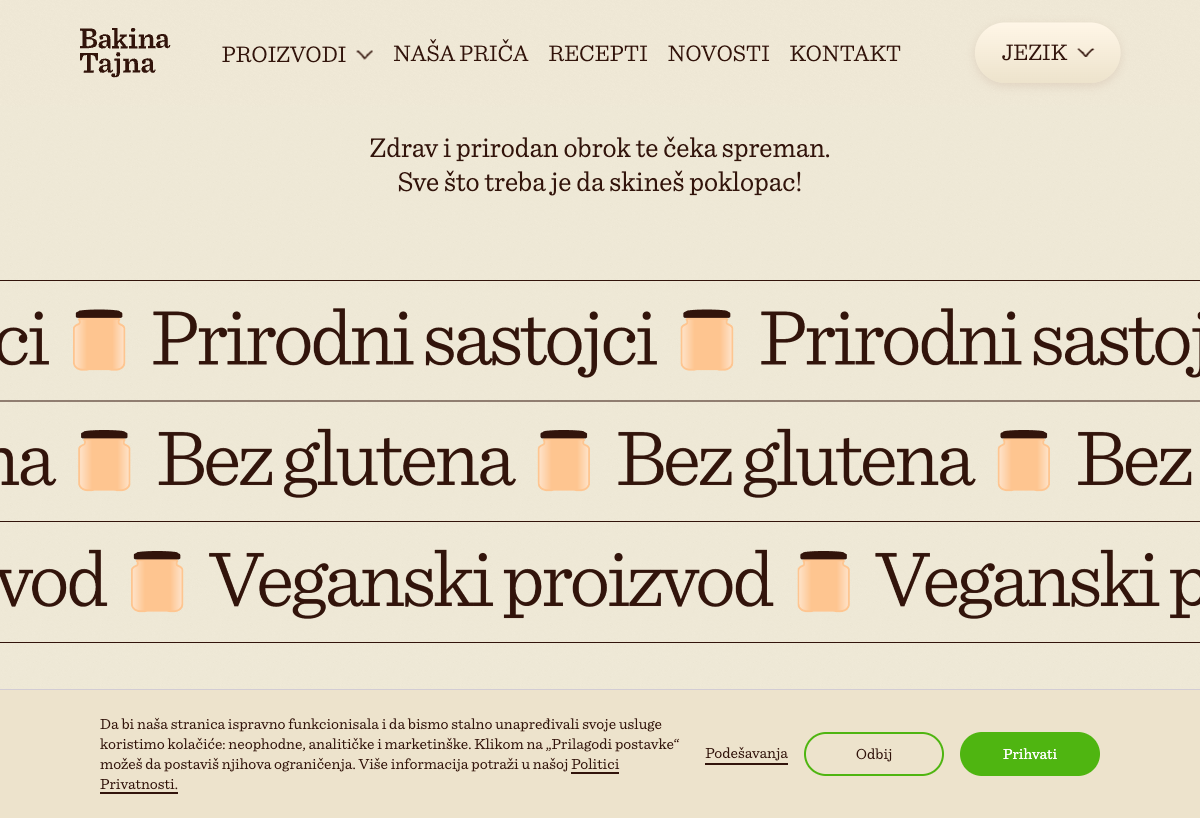 Bakina
Tajna
PROIZVODI NAŠA PRIČA RECEPTI NOVOSTI KONTAKT JEZIK
Zdrav i prirodan obrok te čeka spreman.
Sve što treba je da skineš poklopac!
ci Prirodni sastojci Prirodni sastoj
na Bez glutena Bez glutena Bez
vod Veganski proizvod Veganski p
Da bi naša stranica ispravno funkcionisala i da bismo stalno unapređivali svoje usluge
koristimo kolačiće: neophodne, analitičke i marketinške. Klikom na „Prilagodi postavke“
možeš da postaviš njihova ograničenja. Više informacija potraži u našoj Politici
Privatnosti.
Podešavanja Odbij Prihvati